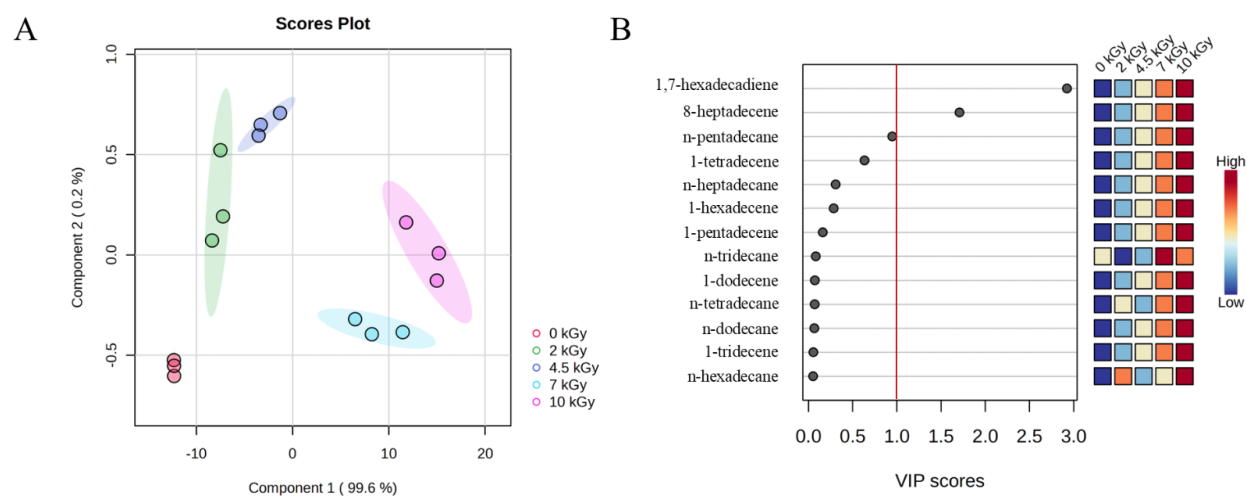 A
Scores Plot
Component 2 ( 0.2 %)
1.0
0.5
0.0
-0.5
-10
0
10
20
Component 1 ( 99.6 %)
0 kGy
2 kGy
4.5 kGy
7 kGy
10 kGy
B
0 kGy
2 kGy
4.5 kGy
7 kGy
10 kGy
1,7-hexadecadiene
8-heptadecene
n-pentadecane
1-tetradecene
n-heptadecane
1-hexadecene
1-pentadecene
n-tridecane
1-dodecene
n-tetradecane
n-dodecane
1-tridecene
n-hexadecane
0.0
0.5
1.0
1.5
2.0
2.5
3.0
VIP scores
High
Low